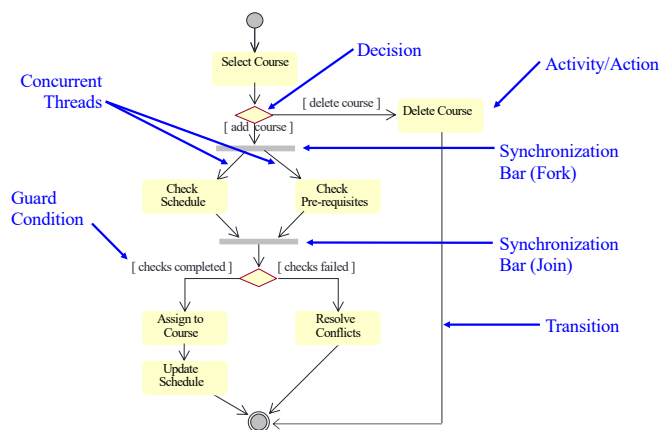 Decision
Select Course
Activity/Action
Concurrent
Threads
[ delete course ]
Delete Course
[ add course ]
Synchronization
Bar (Fork)
Check
Schedule
Check
Pre-requisites
Guard
Condition
Synchronization
Bar (Join)
[ checks completed ]
[ checks failed ]
Assign to
Course
Resolve
Conflicts
Transition
Update
Schedule